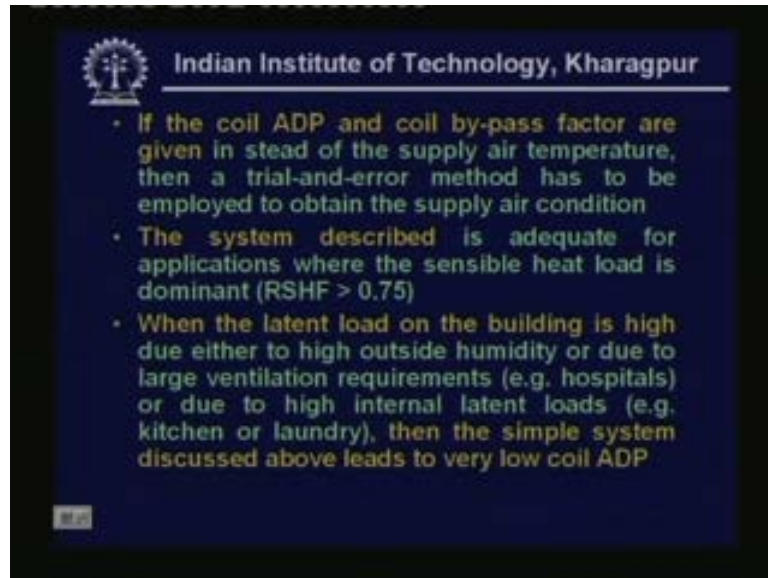 Indian Institute of Technology, Kharagpur
• If the coil ADP and coil by-pass factor are
given in stead of the supply air temperature,
then a trial-and-error method has to be
employed to obtain the supply air condition
• The system described is adequate for
applications where the sensible heat load is
dominant (RSHF > 0.75)
• When the latent load on the building is high
due either to high outside humidity or due to
large ventilation requirements (e.g. hospitals)
or due to high internal latent loads (e.g.
kitchen or laundry), then the simple system
discussed above leads to very low coil ADP